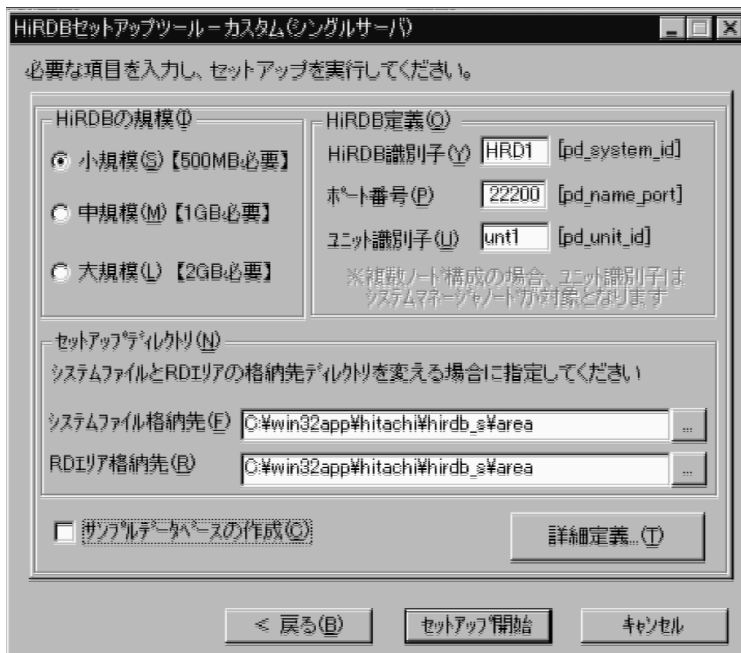 HiRDBｾｯﾄｱｯﾌﾟﾂｰﾙ－ｶｽﾀﾑ(ｼﾝｸﾞﾙｻｰﾊﾞ)
必要な項目を入力し、ｾｯﾄｱｯﾌﾟを実行してください。
HiRDBの規模(I)
小規模(S)【500MB必要】
中規模(M)【1GB必要】
大規模(L)【2GB必要】
HiRDB定義(O)
HiRDB識別子(Y) HRD1 [pd_system_id]
ﾎﾟｰﾄ番号(P) 22200 [pd_name_port]
ﾕﾆｯﾄ識別子(U) unt1 [pd_unit_id]
※複数ﾉｰﾄﾞ構成の場合、ﾕﾆｯﾄ識別子は
ｼｽﾃﾑﾏﾈｰｼﾞｬﾉｰﾄﾞが対象となります
ｾｯﾄｱｯﾌﾟﾃﾞｨﾚｸﾄﾘ(N)
ｼｽﾃﾑﾌｧｲﾙとRDｴﾘｱの格納先ﾃﾞｨﾚｸﾄﾘを変える場合に指定してください
ｼｽﾃﾑﾌｧｲﾙ格納先(F) C:¥win32app¥hitachi¥hirdb_s¥area ...
RDｴﾘｱ格納先(R) C:¥win32app¥hitachi¥hirdb_s¥area ...
ｻﾝﾌﾟﾙﾃﾞｰﾀﾍﾞｰｽの作成(C)
詳細定義...(T)
< 戻る(B) ｾｯﾄｱｯﾌﾟ開始 ｷｬﾝｾﾙ